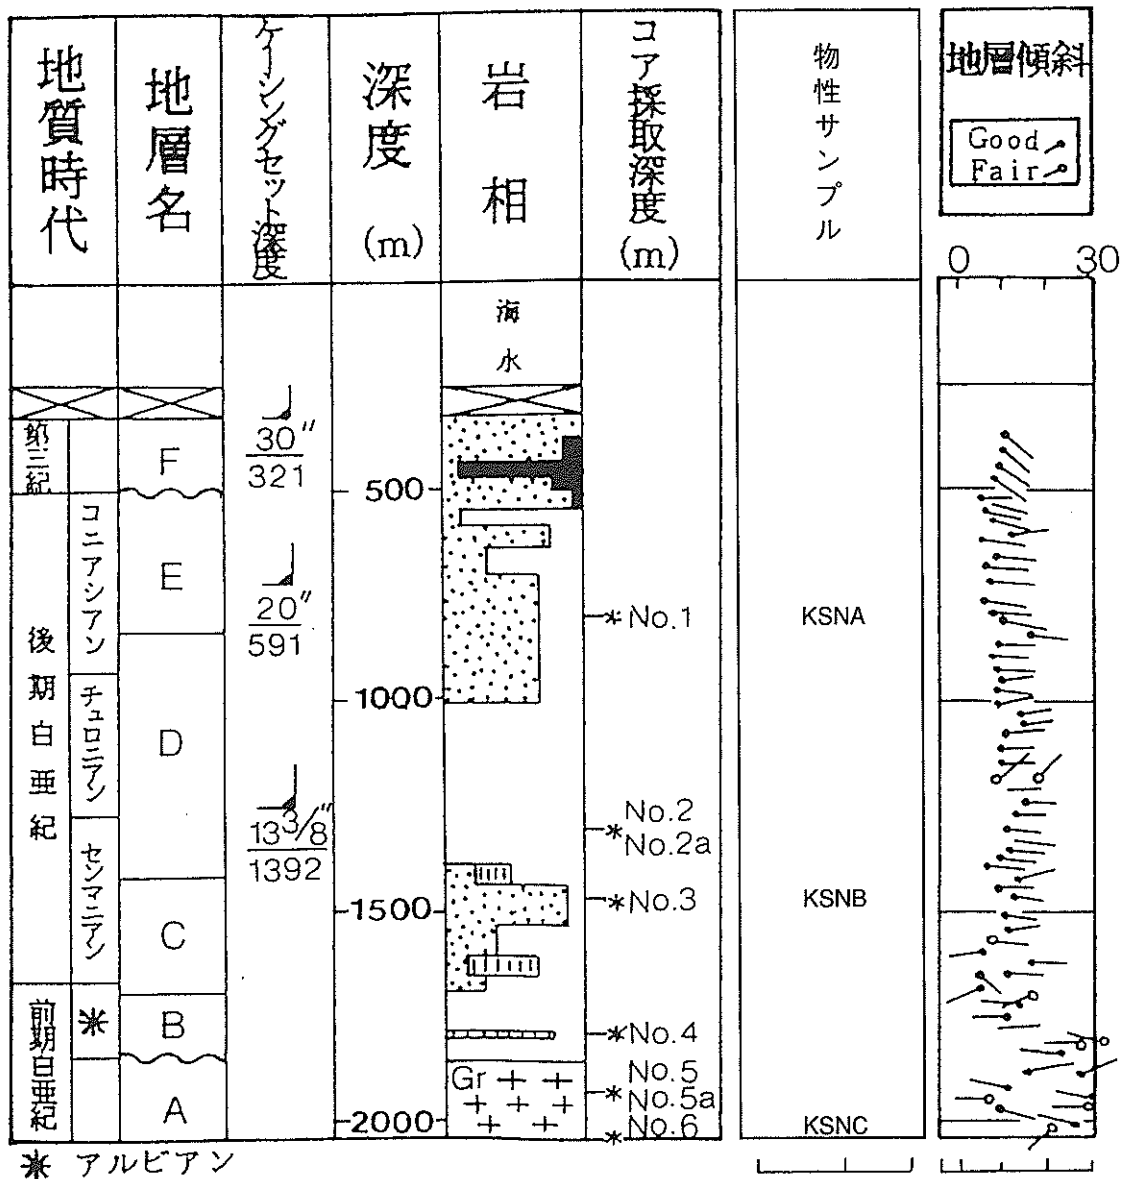 地質時代
地層名
ケーシングセット深度
深度
(m)
岩相
コア採取深度
(m)
物性サンプル
地層傾斜
Good
Fair
0 30
海水
第三紀
F
30″
321
500
コニアシアン
E
20″
591
No.1
KSNA
後期白亜紀
1000
チュロニアン
D
13 3/8″
1392
No.2
No.2a
センマニアン
C
1500
No.3
KSNB
前期白亜紀
✳
B
No.4
A
Gr
No.5
No.5a
2000
No.6
KSNC
✳ アルビアン